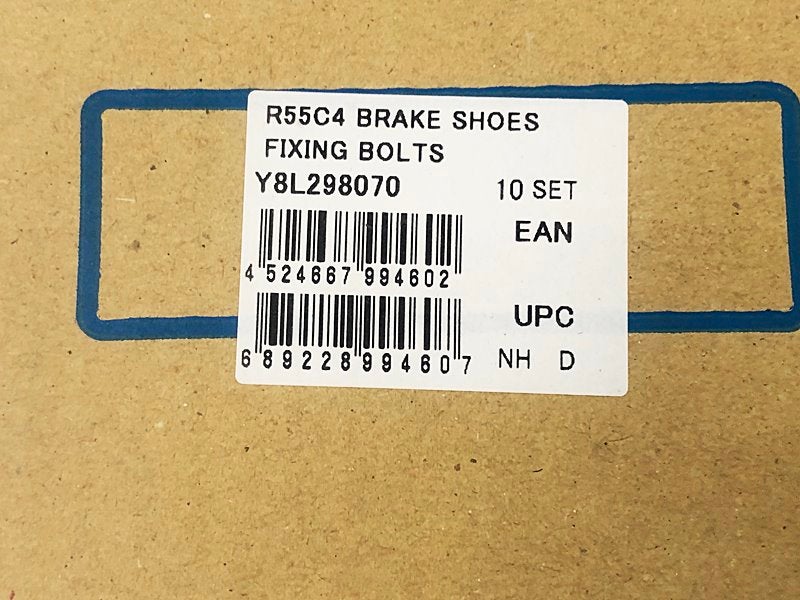 R55C4 BRAKE SHOES
FIXING BOLTS
Y8L298070 10 SET
EAN
4 524667 994602
UPC
6 89228 99460 7
NH D